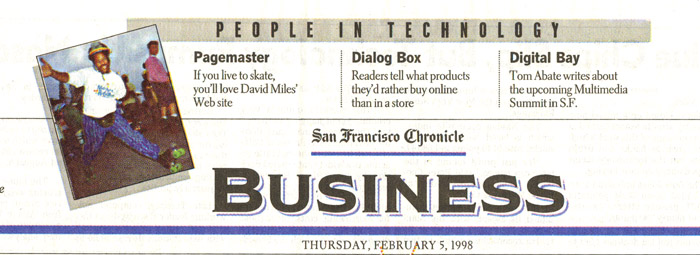 PEOPLE IN TECHNOLOGY
Pagemaster
If you live to skate,
you'll love David Miles'
Web site
Dialog Box
Readers tell what products
they'd rather buy online
than in a store
Digital Bay
Tom Abate writes about
the upcoming Multimedia
Summit in S.F.
San Francisco Chronicle
BUSINESS
THURSDAY, FEBRUARY 5, 1998